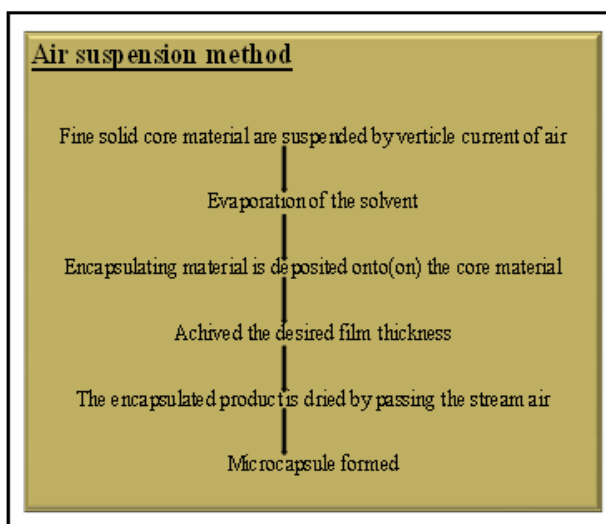 Air suspension method
Fine solid core material are suspended by verticle current of air
Evaporation of the solvent
Encapsulating material is deposited onto(on) the core material
Achived the desired film thickness
The encapsulated product is dried by passing the stream air
Microcapsule formed